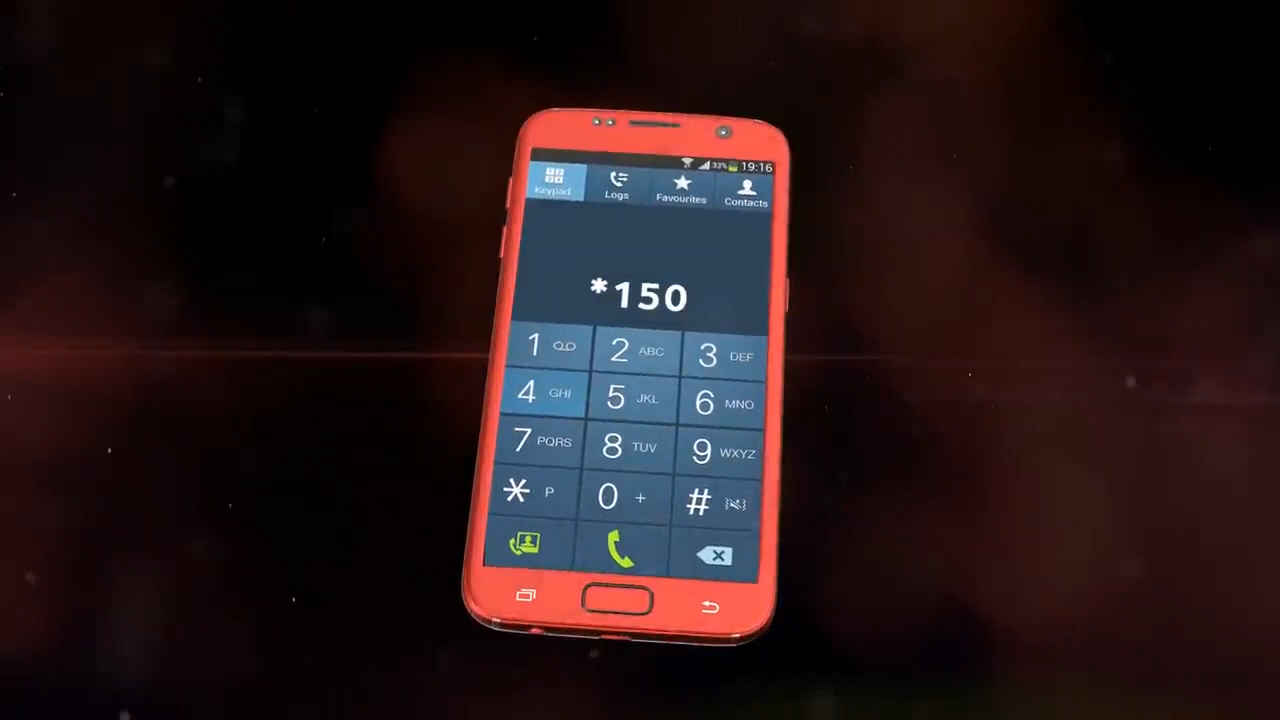 33% 19:16
Keypad Logs Favourites Contacts
*150
1 2 ABC 3 DEF
4 GHI 5 JKL 6 MNO
7 PQRS 8 TUV 9 WXYZ
* P 0 + #